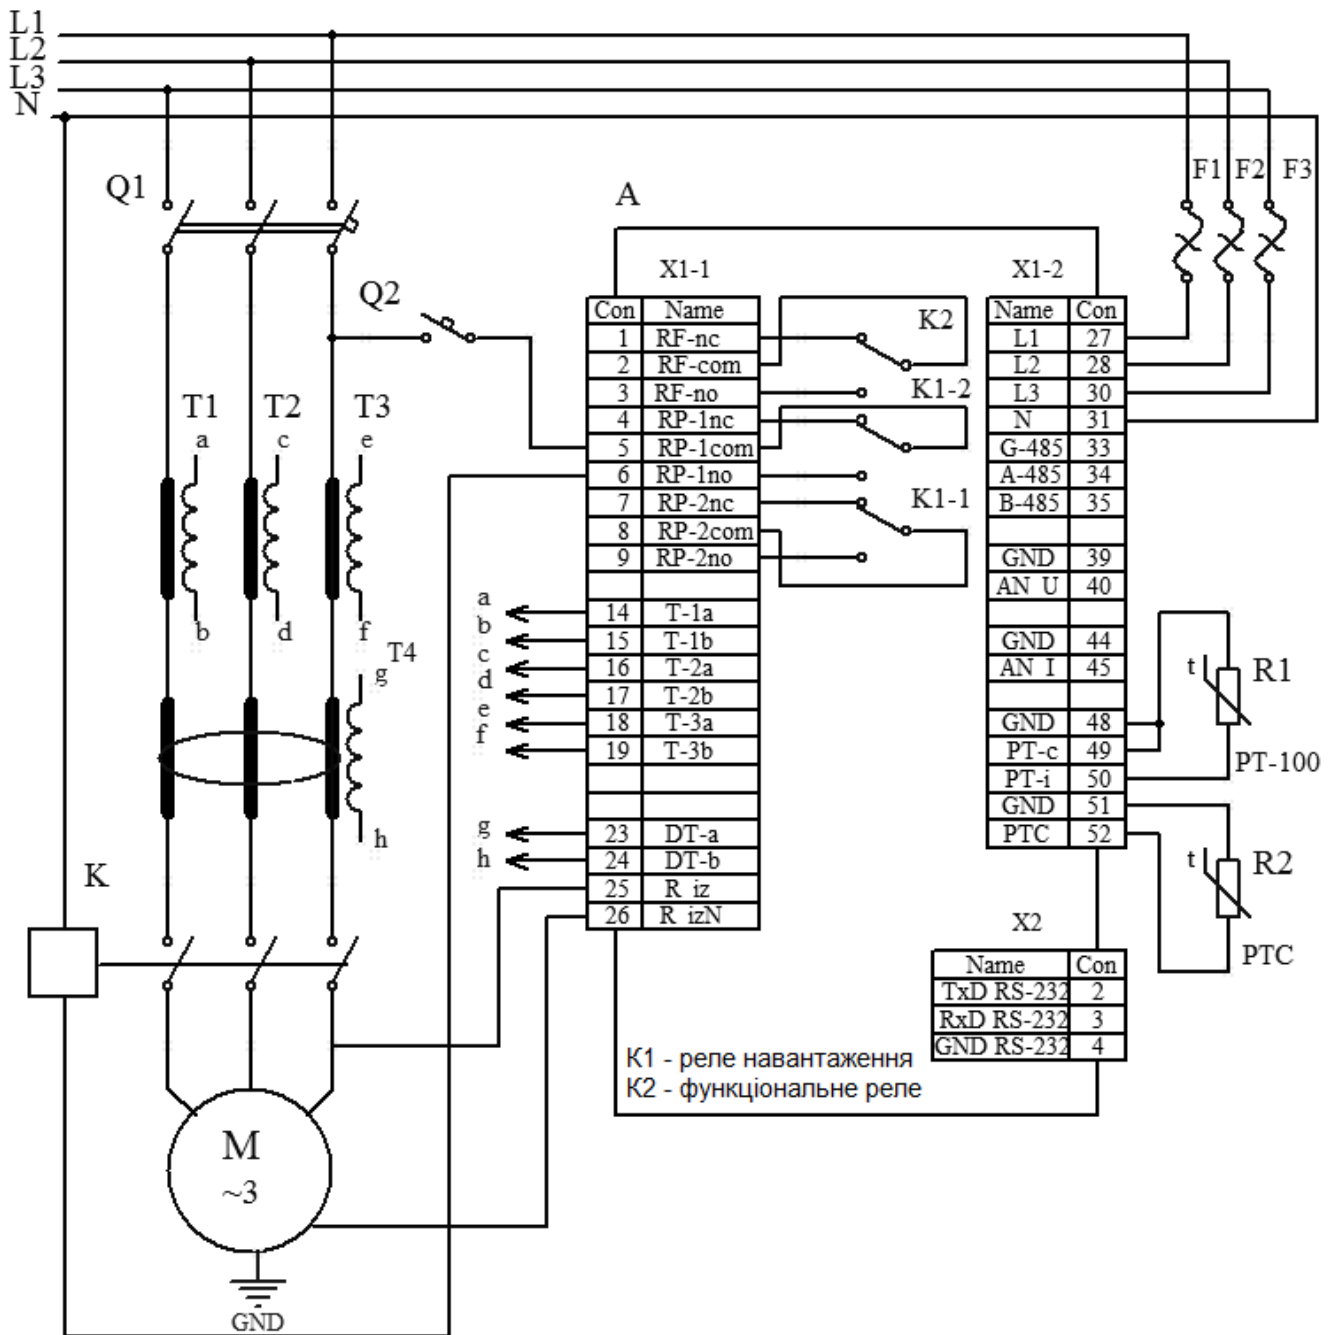 L1
L2
L3
N
Q1
A
F1 F2 F3
Q2
X1-1
X1-2
Con Name
1 RF-nc
2 RF-com
3 RF-no
4 RP-1nc
5 RP-1com
6 RP-1no
7 RP-2nc
8 RP-2com
9 RP-2no
14 T-1a
15 T-1b
16 T-2a
17 T-2b
18 T-3a
19 T-3b
23 DT-a
24 DT-b
25 R iz
26 R izN
K2
K1-2
K1-1
Name Con
L1 27
L2 28
L3 30
N 31
G-485 33
A-485 34
B-485 35
GND 39
AN U 40
GND 44
AN I 45
GND 48
PT-c 49
PT-i 50
GND 51
PTC 52
T1 T2 T3
a c e
b d f
T4
g
h
a
b
c
d
e
f
g
h
t R1
PT-100
t R2
PTC
K
X2
Name Con
TxD RS-232 2
RxD RS-232 3
GND RS-232 4
К1 - реле навантаження
К2 - функціональне реле
M
~3
GND